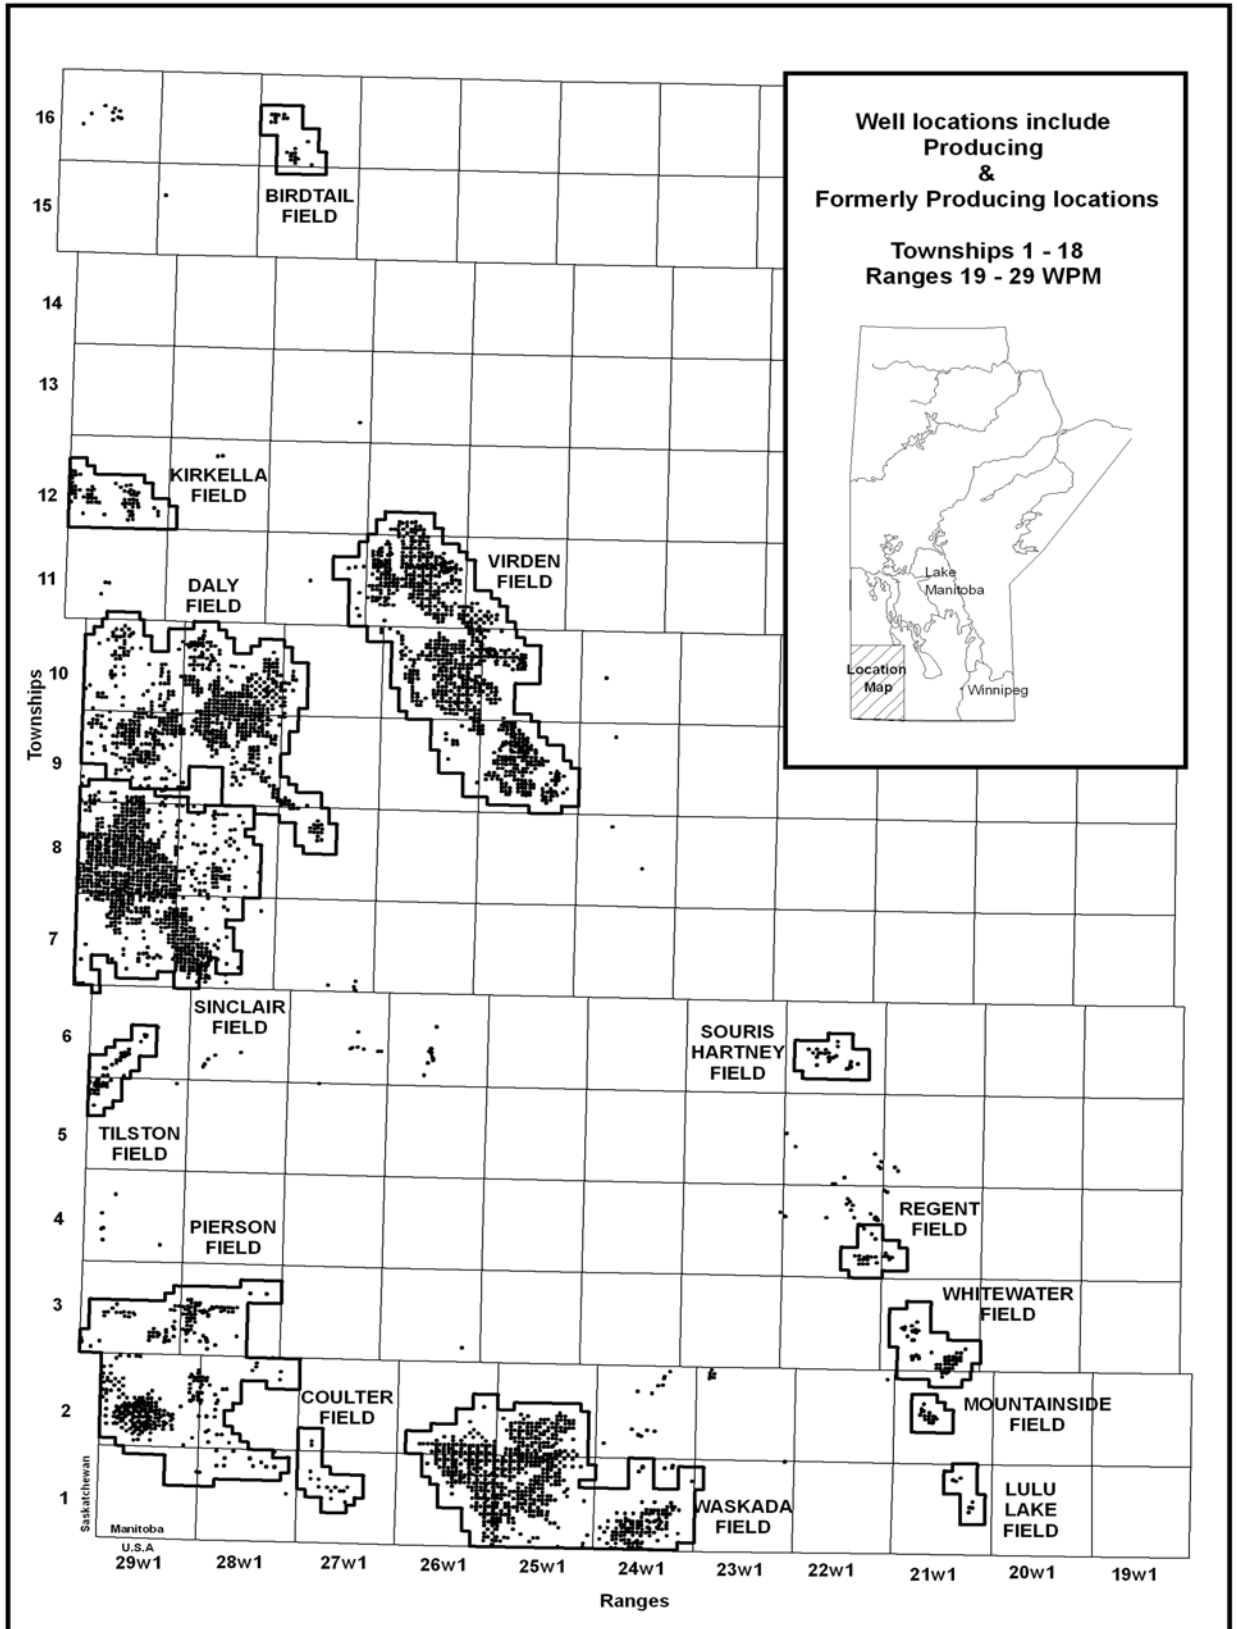 Well locations include
Producing
&
Formerly Producing locations
Townships 1 - 18
Ranges 19 - 29 WPM
Lake
Manitoba
Location
Map
Winnipeg
16
15
14
13
12
11
10
9
8
7
6
5
4
3
2
1
Townships
BIRDTAIL
FIELD
KIRKELLA
FIELD
VIRDEN
FIELD
DALY
FIELD
SINCLAIR
FIELD
SOURIS
HARTNEY
FIELD
TILSTON
FIELD
REGENT
FIELD
PIERSON
FIELD
WHITEWATER
FIELD
COULTER
FIELD
MOUNTAINSIDE
FIELD
WASKADA
FIELD
LULU
LAKE
FIELD
Saskatchewan
Manitoba
U.S.A
29w1
28w1
27w1
26w1
25w1
24w1
23w1
22w1
21w1
20w1
19w1
Ranges